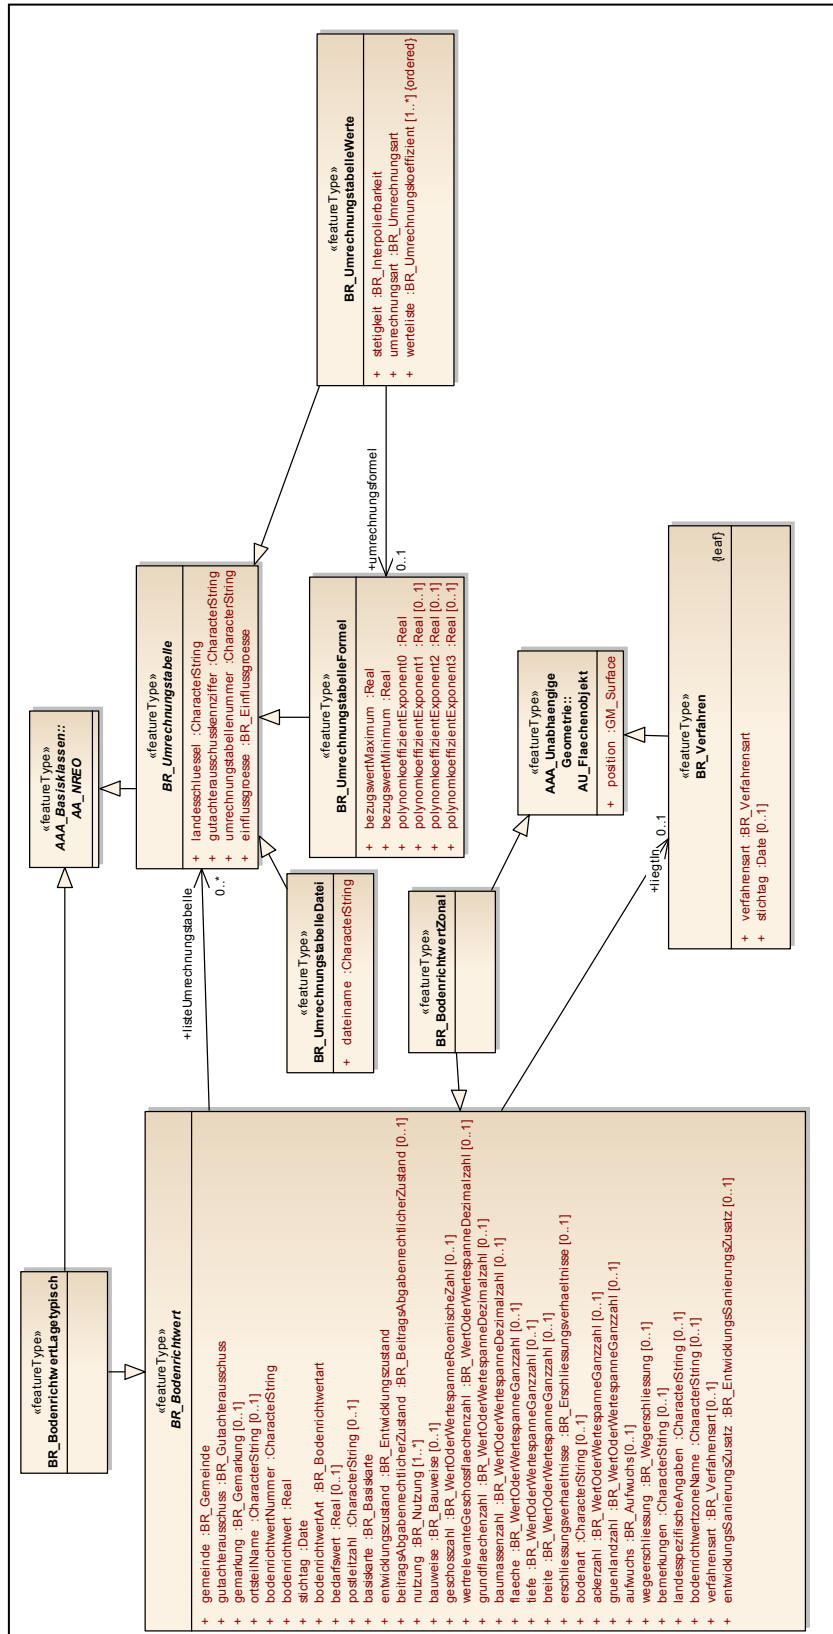 «featureType»
BR_BodenrichtwertLagetypisch
«featureType»
AAA_Basisklassen::
AA_NREO
«featureType»
BR_Bodenrichtwert
+ gemeinde :BR_Gemeinde
+ gutachterausschuss :BR_Gutachterausschuss
+ gemarkung :BR_Gemarkung [0..1]
+ ortsteilName :CharacterString [0..1]
+ bodenrichtwertNummer :CharacterString
+ bodenrichtwert :Real
+ stichtag :Date
+ bodenrichtwertArt :BR_Bodenrichtwertart
+ bedarfswert :Real [0..1]
+ postleitzahl :CharacterString [0..1]
+ basiskarte :BR_Basiskarte
+ entwicklungszustand :BR_Entwicklungszustand
+ beitragsAbgabenrechtlicherZustand :BR_BeitragsAbgabenrechtlicherZustand [0..1]
+ nutzung :BR_Nutzung [1..*]
+ bauweise :BR_Bauweise [0..1]
+ geschosszahl :BR_WertOderWertespanneRoemischeZahl [0..1]
+ wertrelevanteGeschossflaechenzahl :BR_WertOderWertespanneDezimalzahl [0..1]
+ grundflaechenzahl :BR_WertOderWertespanneDezimalzahl [0..1]
+ baumassenzahl :BR_WertOderWertespanneDezimalzahl [0..1]
+ flaeche :BR_WertOderWertespanneGanzzahl [0..1]
+ tiefe :BR_WertOderWertespanneGanzzahl [0..1]
+ breite :BR_WertOderWertespanneGanzzahl [0..1]
+ erschliessungsverhaeltnisse :BR_Erschliessungsverhaeltnisse [0..1]
+ bodenart :CharacterString [0..1]
+ ackerzahl :BR_WertOderWertespanneGanzzahl [0..1]
+ gruenlandzahl :BR_WertOderWertespanneGanzzahl [0..1]
+ aufwuchs :BR_Aufwuchs [0..1]
+ wegeerschliessung :BR_Wegerschliessung [0..1]
+ bemerkungen :CharacterString [0..1]
+ landesspezifischeAngaben :CharacterString [0..1]
+ bodenrichtwertzoneName :CharacterString [0..1]
+ verfahrensart :BR_Verfahrensart [0..1]
+ entwicklungsSanierungsZusatz :BR_EntwicklungsSanierungsZusatz [0..1]
+listeUmrechnungstabelle
0..*
«featureType»
BR_Umrechnungstabelle
+ landesschluessel :CharacterString
+ gutachterausschusskennziffer :CharacterString
+ umrechnungstabellenummer :CharacterString
+ einflussgroesse :BR_Einflussgroesse
«featureType»
BR_UmrechnungstabelleDatei
+ dateiname :CharacterString
«featureType»
BR_UmrechnungstabelleFormel
+ bezugswertMaximum :Real
+ bezugswertMinimum :Real
+ polynomkoeffizientExponent0 :Real
+ polynomkoeffizientExponent1 :Real [0..1]
+ polynomkoeffizientExponent2 :Real [0..1]
+ polynomkoeffizientExponent3 :Real [0..1]
+umrechnungsformel
0..1
«featureType»
BR_UmrechnungstabelleWerte
+ stetigkeit :BR_Interpolierbarkeit
+ umrechnungsart :BR_Umrechnungsart
+ werteliste :BR_Umrechnungskoeffizient [1..*] {ordered}
«featureType»
BR_BodenrichtwertZonal
«featureType»
AAA_Unabhaengige
Geometrie::
AU_Flaechenobjekt
+ position :GM_Surface
+liegtIn
0..1
«featureType»
BR_Verfahren
{leaf}
+ verfahrensart :BR_Verfahrensart
+ stichtag :Date [0..1]